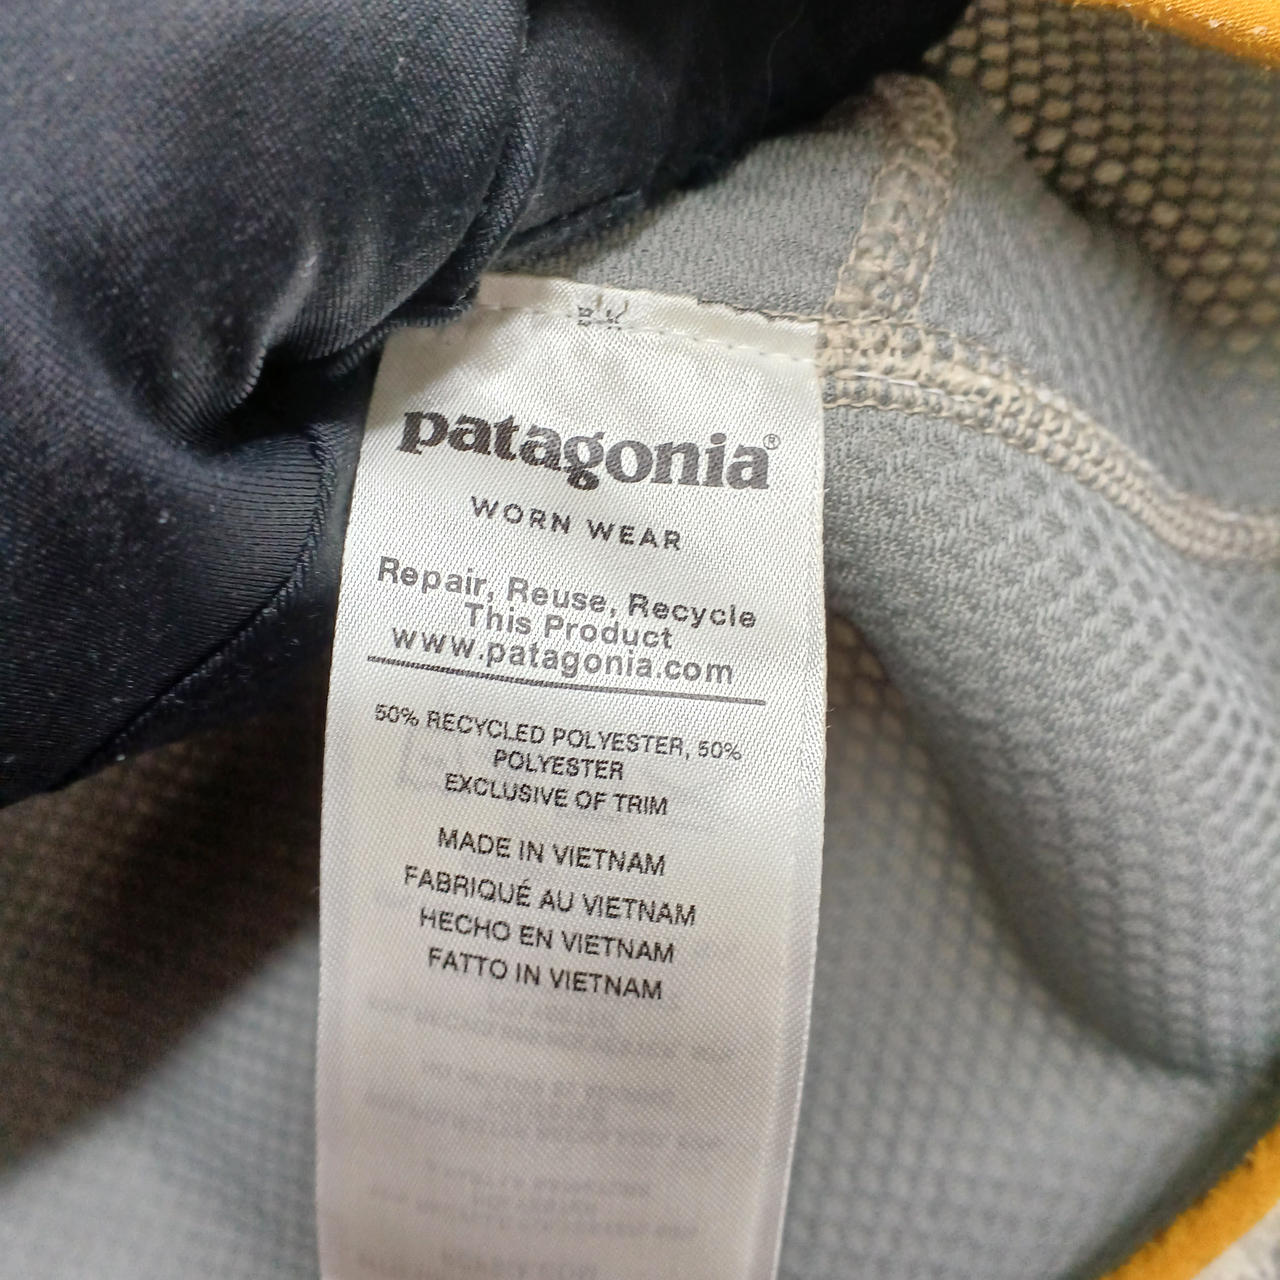 patagonia®
WORN WEAR
Repair, Reuse, Recycle
This Product
www.patagonia.com
50% RECYCLED POLYESTER, 50%
POLYESTER
EXCLUSIVE OF TRIM
MADE IN VIETNAM
FABRIQUÉ AU VIETNAM
HECHO EN VIETNAM
FATTO IN VIETNAM